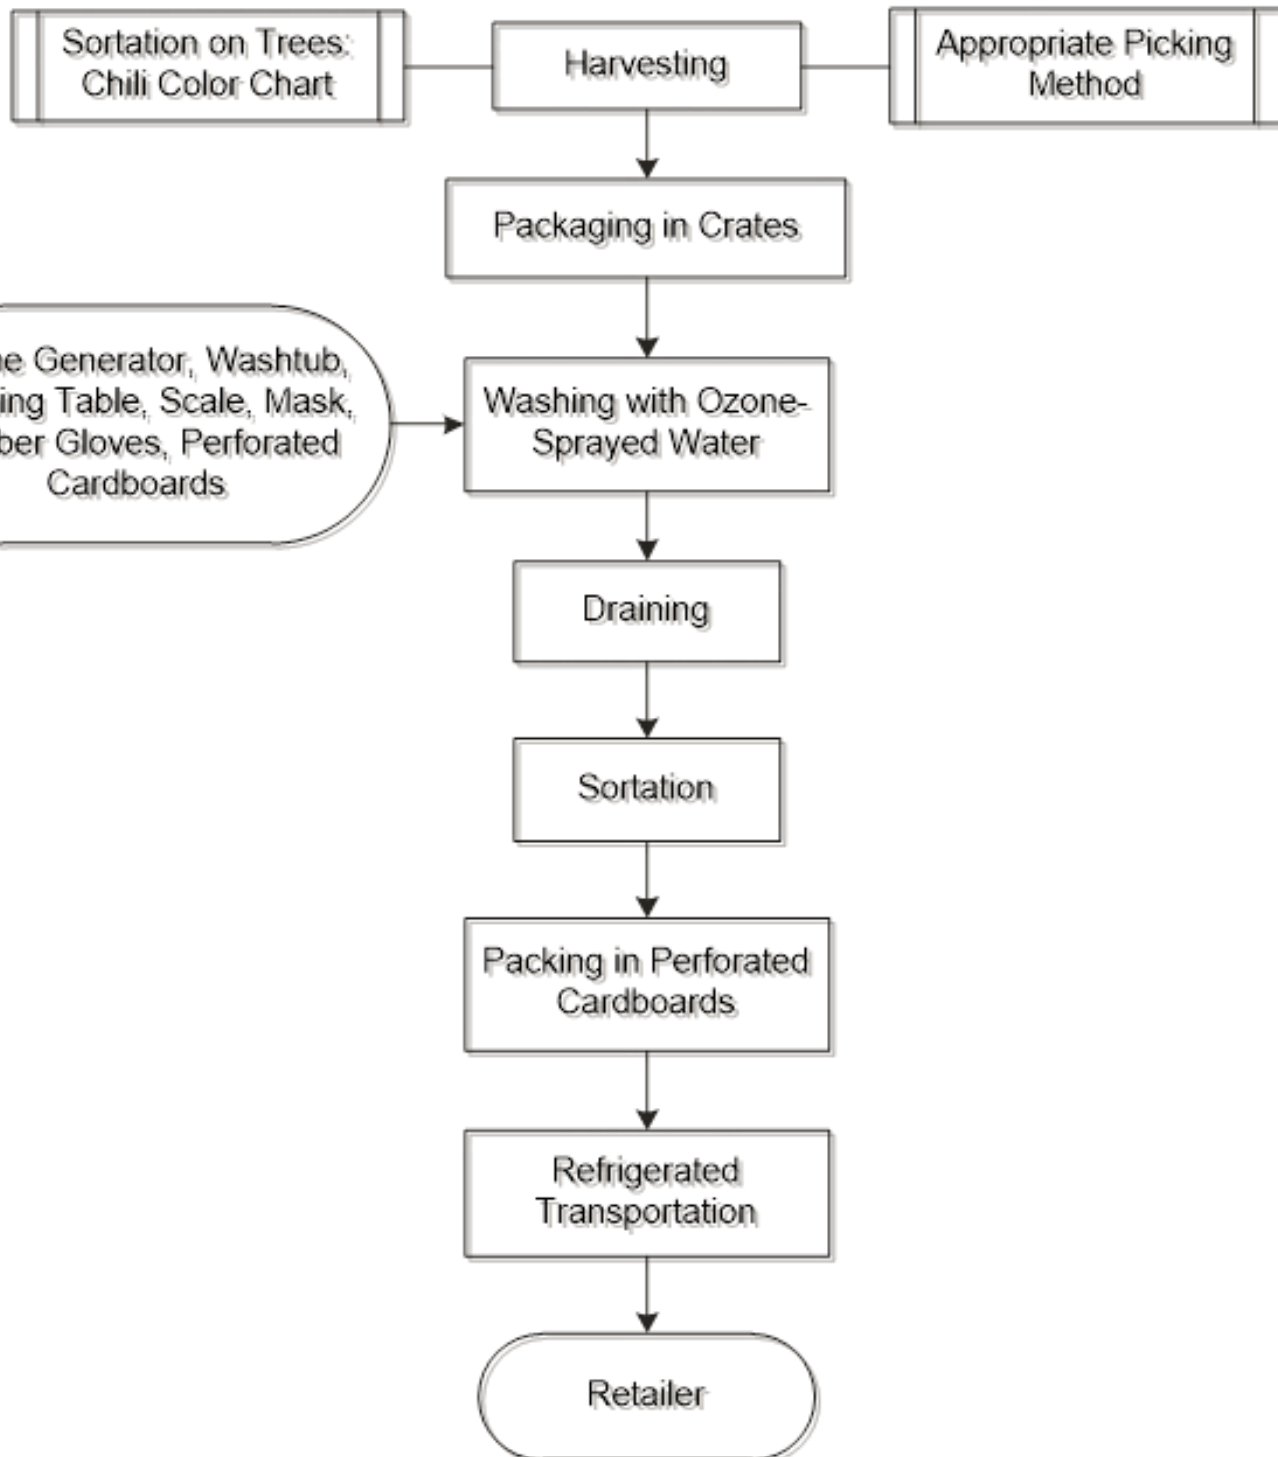 Sortation on Trees:
Chili Color Chart
Harvesting
Appropriate Picking
Method
Packaging in Crates
Generator, Washtub,
Table, Scale, Mask,
Gloves, Perforated
Cardboards
Washing with Ozone-
Sprayed Water
Draining
Sortation
Packing in Perforated
Cardboards
Refrigerated
Transportation
Retailer